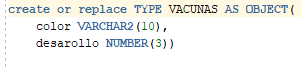 create or replace TYPE VACUNAS AS OBJECT(
color VARCHAR2(10),
desarollo NUMBER(3))